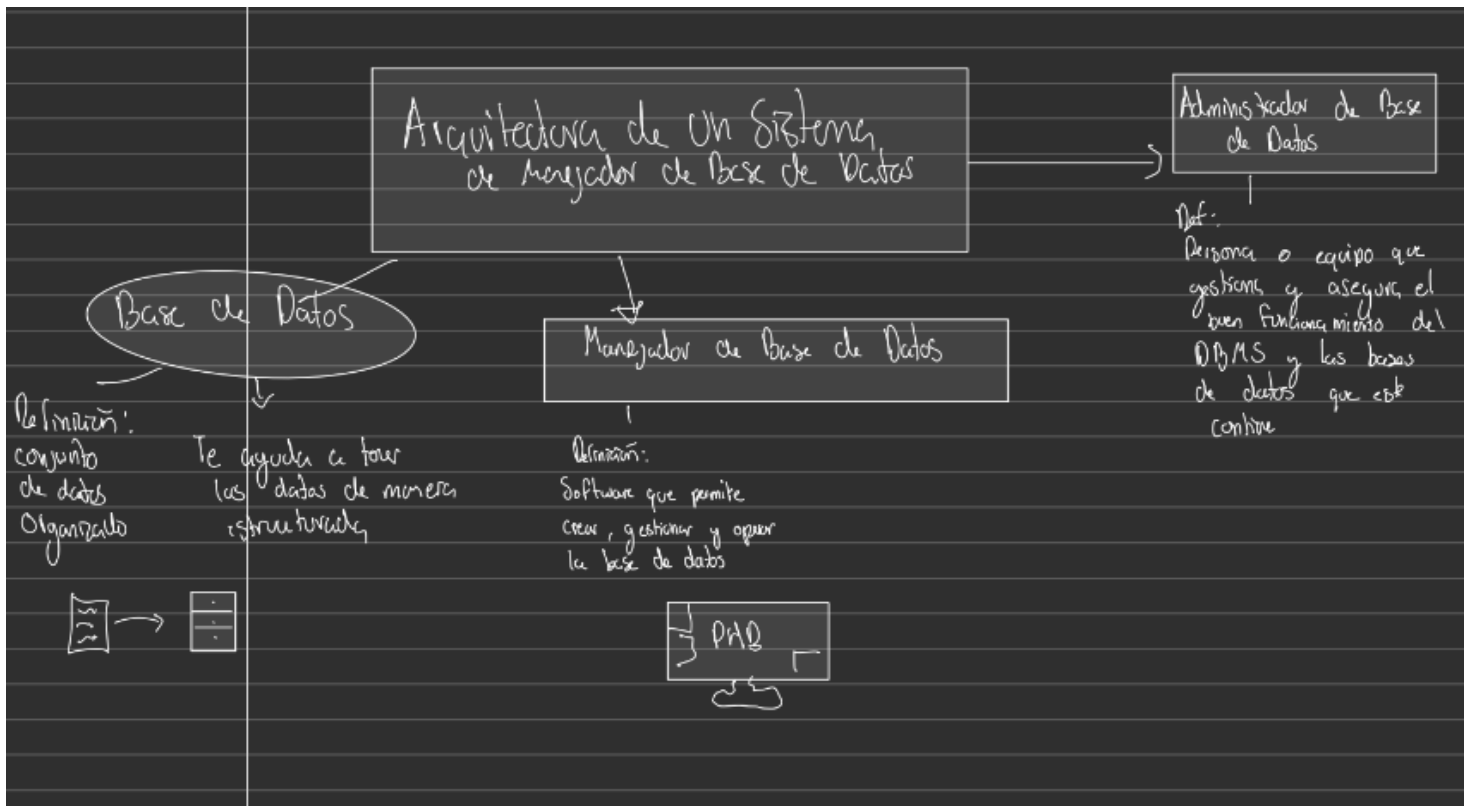 Arquitectura de un Sistema
de Manejador de Base de Datos
Administrador de Base
de Datos
Def:
Persona o equipo que
gestiona y asegura el
buen funcionamiento del
DBMS y las bases
de datos que este
contiene
Base de Datos
Definición:
conjunto
de datos
Organizado
Te ayuda a tener
los datos de manera
estructurada
Manejador de Base de Datos
Definición:
Software que permite
crear, gestionar y operar
la base de datos